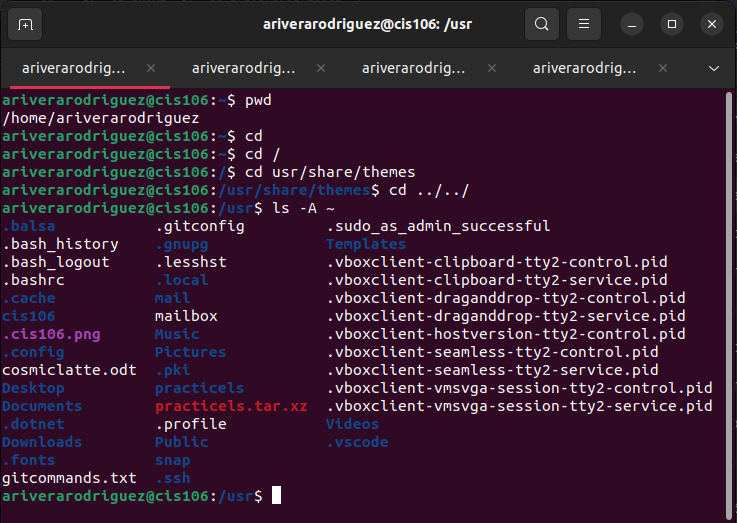 ariverarodriguez@cis106: /usr
ariverarodrig... ariverarodrig... ariverarodrig... ariverarodrig...
ariverarodriguez@cis106:~$ pwd
/home/ariverarodriguez
ariverarodriguez@cis106:~$ cd
ariverarodriguez@cis106:~$ cd /
ariverarodriguez@cis106:/$ cd usr/share/themes
ariverarodriguez@cis106:/usr/share/themes$ cd ../../
ariverarodriguez@cis106:/usr$ ls -A ~
.balsa .gitconfig .sudo_as_admin_successful
.bash_history .gnupg Templates
.bash_logout .lesshst .vboxclient-clipboard-tty2-control.pid
.bashrc .local .vboxclient-clipboard-tty2-service.pid
.cache mail .vboxclient-draganddrop-tty2-control.pid
cis106 mailbox .vboxclient-draganddrop-tty2-service.pid
.cis106.png Music .vboxclient-hostversion-tty2-control.pid
.config Pictures .vboxclient-seamless-tty2-control.pid
cosmiclatte.odt .pki .vboxclient-seamless-tty2-service.pid
Desktop practicels .vboxclient-vmsvga-session-tty2-control.pid
Documents practicels.tar.xz .vboxclient-vmsvga-session-tty2-service.pid
.dotnet .profile Videos
Downloads Public .vscode
.fonts snap
gitcommands.txt .ssh
ariverarodriguez@cis106:/usr$